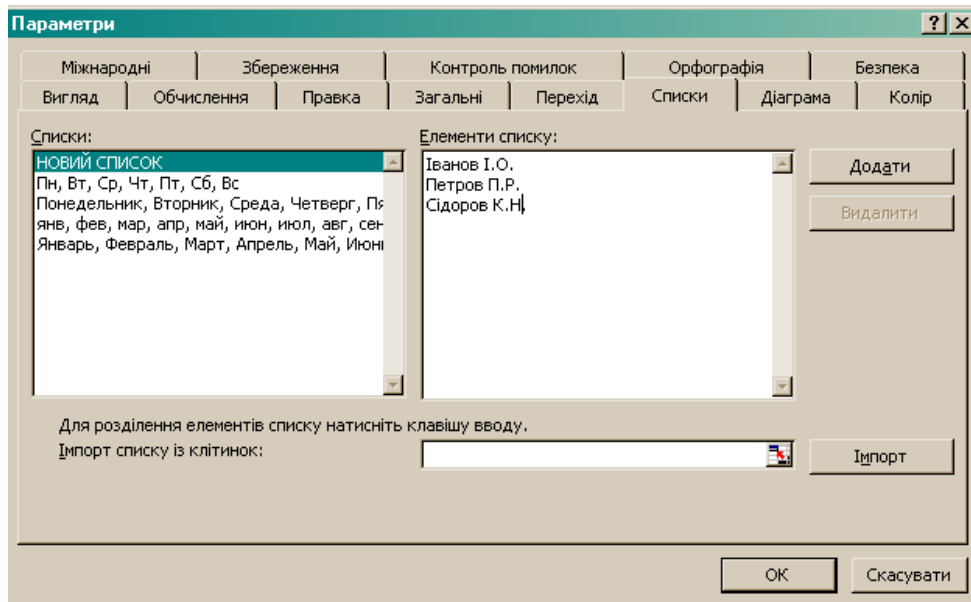 Параметри
Міжнародні Збереження Контроль помилок Орфографія Безпека
Вигляд Обчислення Правка Загальні Перехід Списки Діаграма Колір
Списки:
НОВИЙ СПИСОК
Пн, Вт, Ср, Чт, Пт, Сб, Вс
Понедельник, Вторник, Среда, Четверг, Пя
янв, фев, мар, апр, май, июн, июл, авг, сен
Январь, Февраль, Март, Апрель, Май, Июн
Елементи списку:
Іванов І.О.
Петров П.Р.
Сідоров К.Н.
Додати
Видалити
Для розділення елементів списку натисніть клавішу вводу.
Імпорт списку із клітинок:
Імпорт
ОК Скасувати